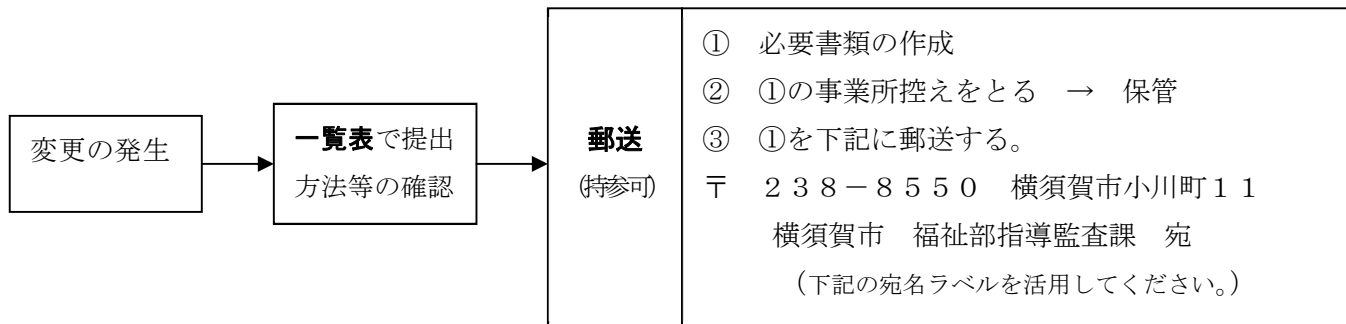 変更の発生
一覧表で提出
方法等の確認
郵送
(持参可)
①　必要書類の作成
②　①の事業所控えをとる　→　保管
③　①を下記に郵送する。
〒　２３８－８５５０　横須賀市小川町１１
横須賀市　福祉部指導監査課　宛
（下記の宛名ラベルを活用してください。）